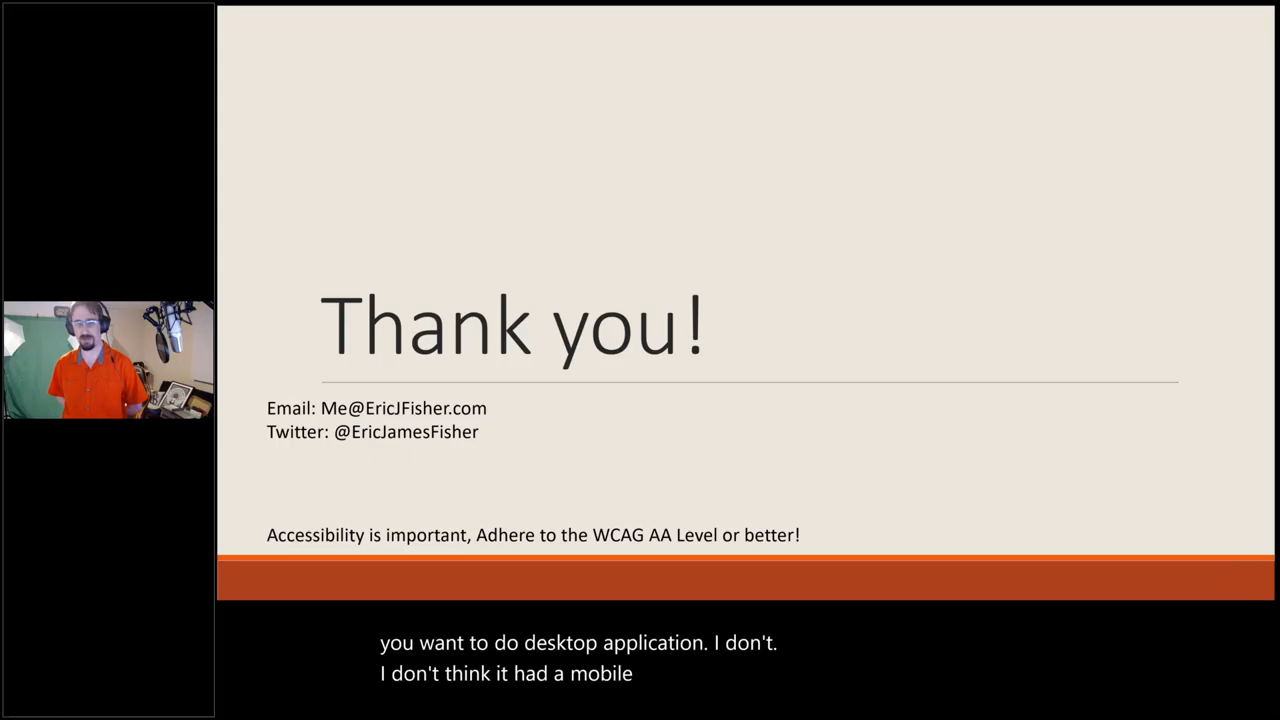 Thank you!
Email: Me@EricJFisher.com
Twitter: @EricJamesFisher
Accessibility is important, Adhere to the WCAG AA Level or better!
you want to do desktop application. I don't.
I don't think it had a mobile